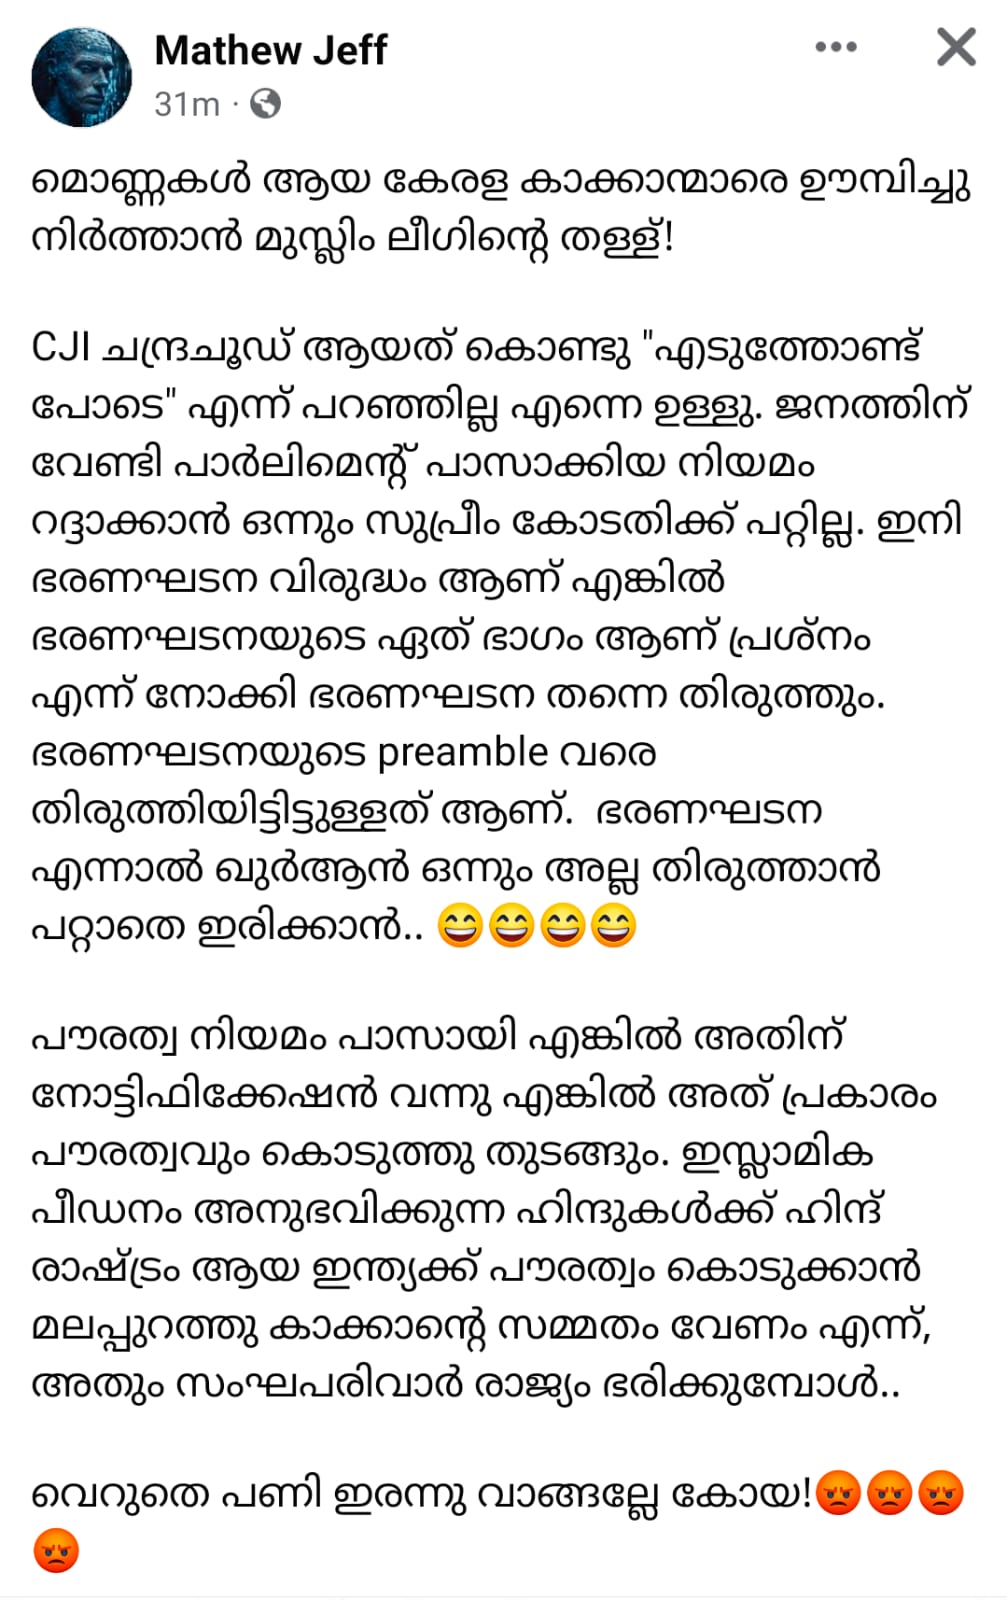 Mathew Jeff
31m ·
മൊണ്ണകൾ ആയ കേരള കാക്കാന്മാരെ ഊമ്പിച്ചു
നിർത്താൻ മുസ്ലിം ലീഗിന്റെ തള്ള്!
CJI ചന്ദ്രചൂഡ് ആയത് കൊണ്ടു "എടുത്തോണ്ട്
പോടെ" എന്ന് പറഞ്ഞില്ല എന്നെ ഉള്ളു. ജനത്തിന്
വേണ്ടി പാർലിമെന്റ് പാസാക്കിയ നിയമം
റദ്ദാക്കാൻ ഒന്നും സുപ്രീം കോടതിക്ക് പറ്റില്ല. ഇനി
ഭരണഘടന വിരുദ്ധം ആണ് എങ്കിൽ
ഭരണഘടനയുടെ ഏത് ഭാഗം ആണ് പ്രശ്നം
എന്ന് നോക്കി ഭരണഘടന തന്നെ തിരുത്തും.
ഭരണഘടനയുടെ preamble വരെ
തിരുത്തിയിട്ടിട്ടുള്ളത് ആണ്.  ഭരണഘടന
എന്നാൽ ഖുർആൻ ഒന്നും അല്ല തിരുത്താൻ
പറ്റാതെ ഇരിക്കാൻ.. 😄😄😄😄
പൗരത്വ നിയമം പാസായി എങ്കിൽ അതിന്
നോട്ടിഫിക്കേഷൻ വന്നു എങ്കിൽ അത് പ്രകാരം
പൗരത്വവും കൊടുത്തു തുടങ്ങും. ഇസ്ലാമിക
പീഡനം അനുഭവിക്കുന്ന ഹിന്ദുകൾക്ക് ഹിന്ദ്
രാഷ്ട്രം ആയ ഇന്ത്യക്ക് പൗരത്വം കൊടുക്കാൻ
മലപ്പുറത്തു കാക്കാന്റെ സമ്മതം വേണം എന്ന്,
അതും സംഘപരിവാർ രാജ്യം ഭരിക്കുമ്പോൾ..
വെറുതെ പണി ഇരന്നു വാങ്ങല്ലേ കോയ!😡😡😡
😡